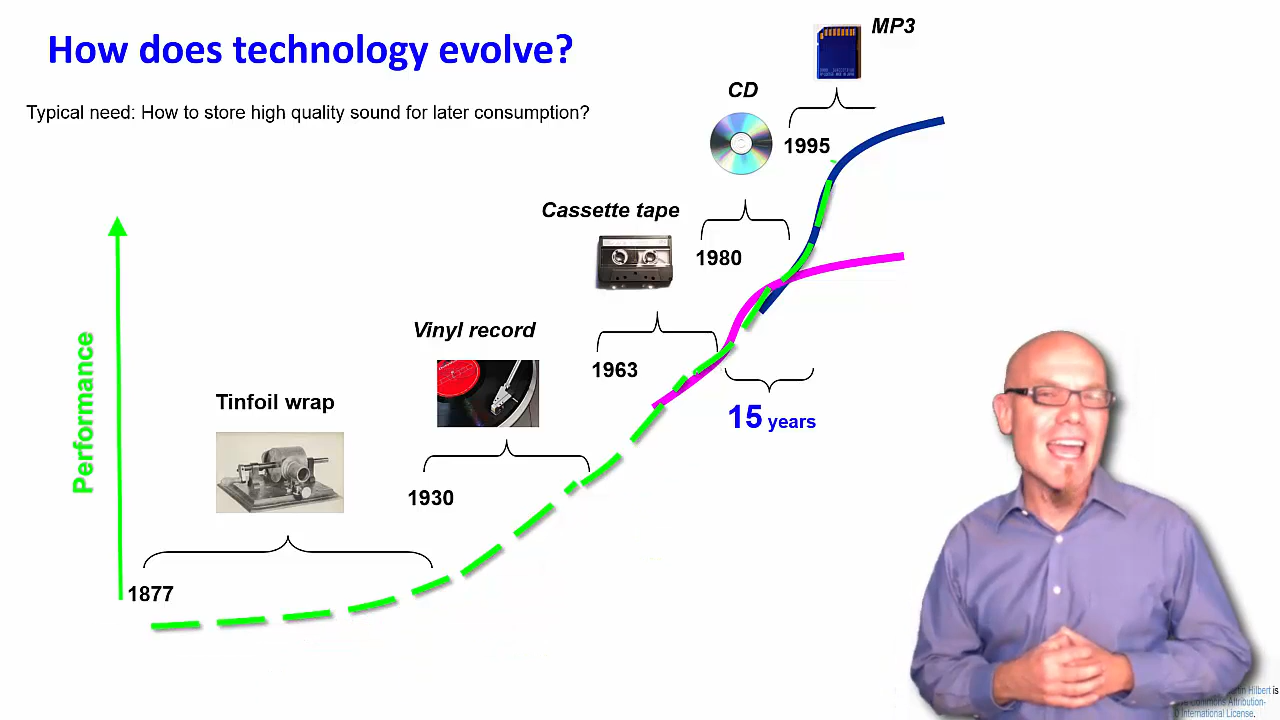 How does technology evolve?
Typical need: How to store high quality sound for later consumption?
MP3
CD
1995
Cassette tape
1980
Vinyl record
1963
15 years
Tinfoil wrap
1930
Performance
1877
Hilbert is
Commons Attribution-
International License.